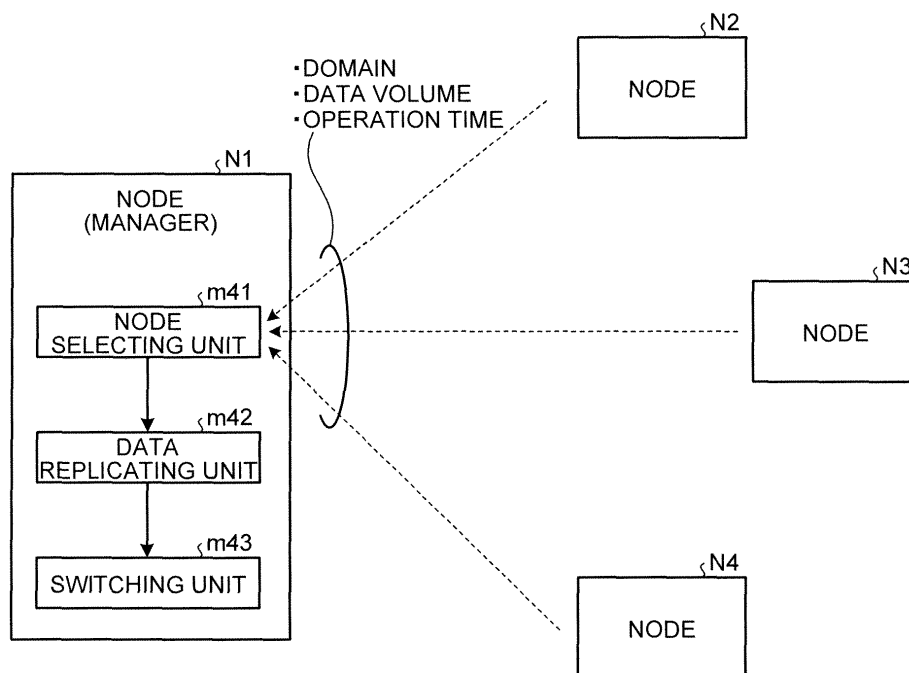 N2
NODE
・DOMAIN
・DATA VOLUME
・OPERATION TIME
N1
NODE
(MANAGER)
N3
NODE
m41
NODE
SELECTING UNIT
m42
DATA
REPLICATING UNIT
m43
SWITCHING UNIT
N4
NODE